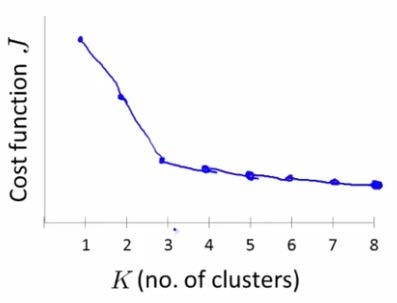 Cost function J
1 2 3 4 5 6 7 8
K (no. of clusters)